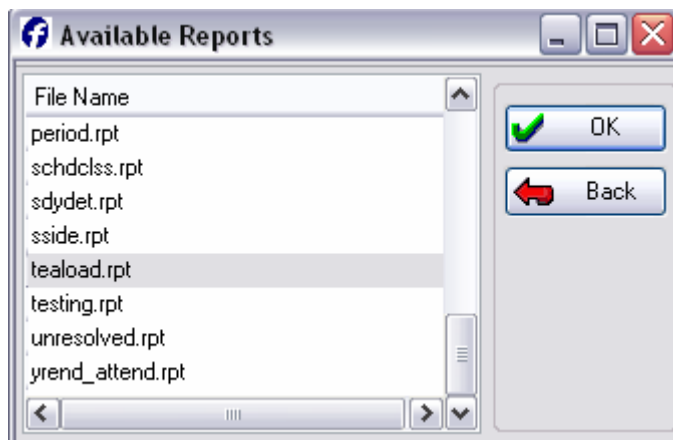 Available Reports
File Name
period.rpt
schdclss.rpt
sdydet.rpt
sside.rpt
teaload.rpt
testing.rpt
unresolved.rpt
yrend_attend.rpt
OK
Back